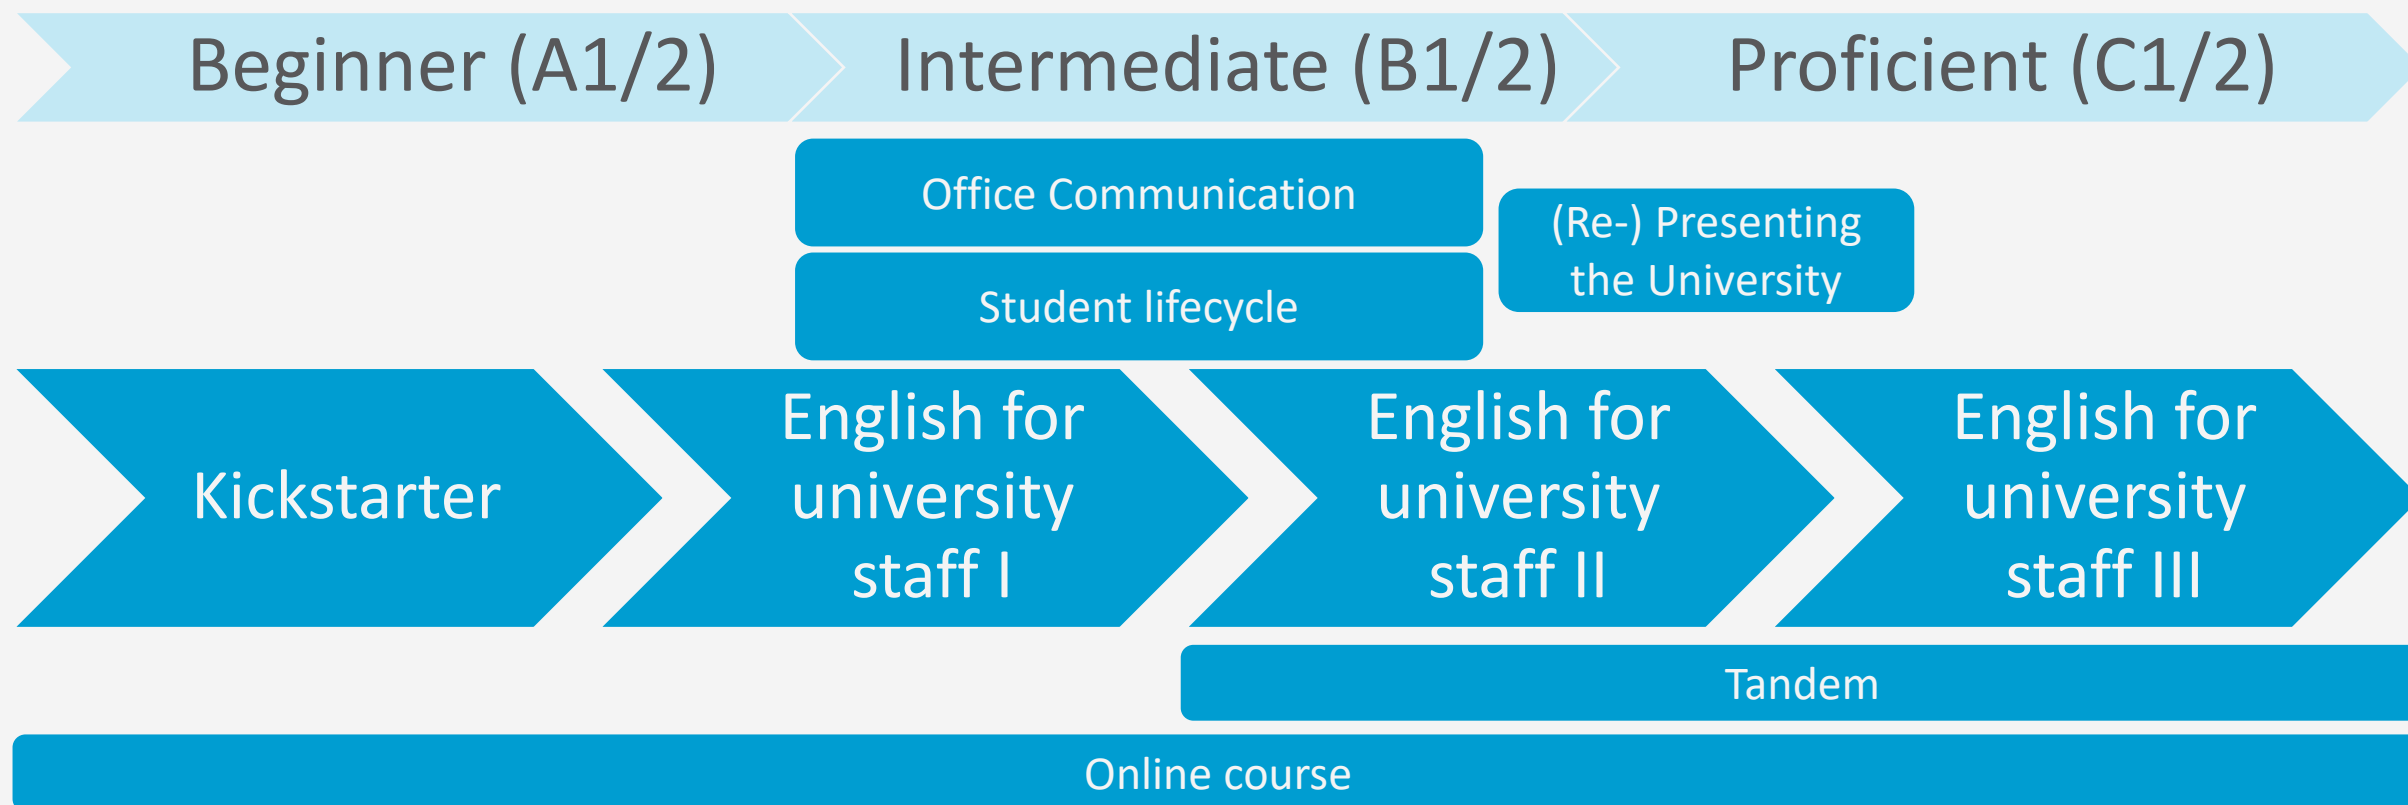 Beginner (A1/2)
Intermediate (B1/2)
Proficient (C1/2)
Office Communication
Student lifecycle
(Re-) Presenting
the University
Kickstarter
English for
university
staff I
English for
university
staff II
English for
university
staff III
Tandem
Online course